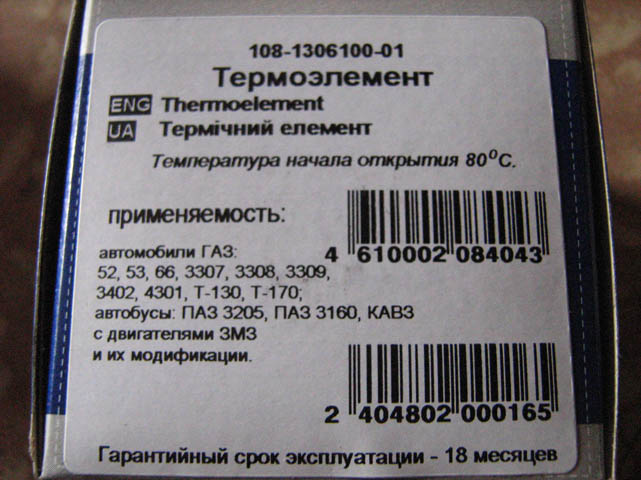 108-1306100-01
Термоэлемент
ENG Thermoelement
UA Термічний елемент
Температура начала открытия 80⁰С.
применяемость:
автомобили ГАЗ:
52, 53, 66, 3307, 3308, 3309,
3402, 4301, Т-130, Т-170;
автобусы: ПАЗ 3205, ПАЗ 3160, КАВЗ
с двигателями ЗМЗ
и их модификации.
4 610002 084043
2 404802 000165
Гарантийный срок эксплуатации - 18 месяцев